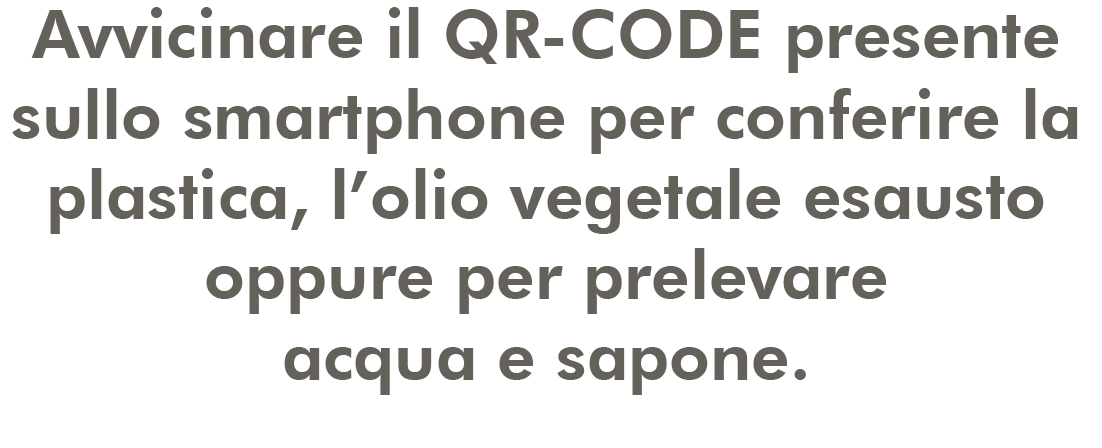 Avvicinare il QR-CODE presente
sullo smartphone per conferire la
plastica, l’olio vegetale esausto
oppure per prelevare
acqua e sapone.